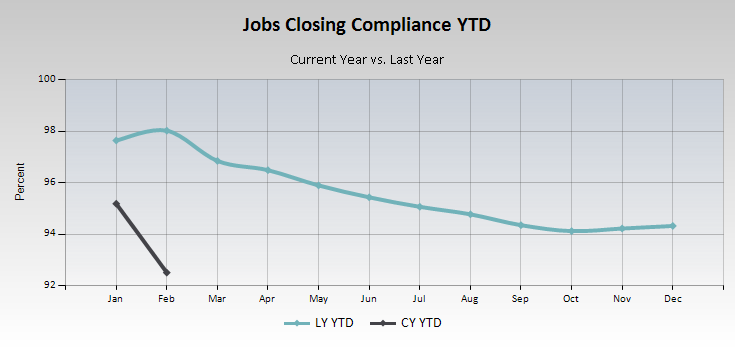 Jobs Closing Compliance YTD
Current Year vs. Last Year
Percent
100
98
96
94
92
Jan Feb Mar Apr May Jun Jul Aug Sep Oct Nov Dec
LY YTD CY YTD